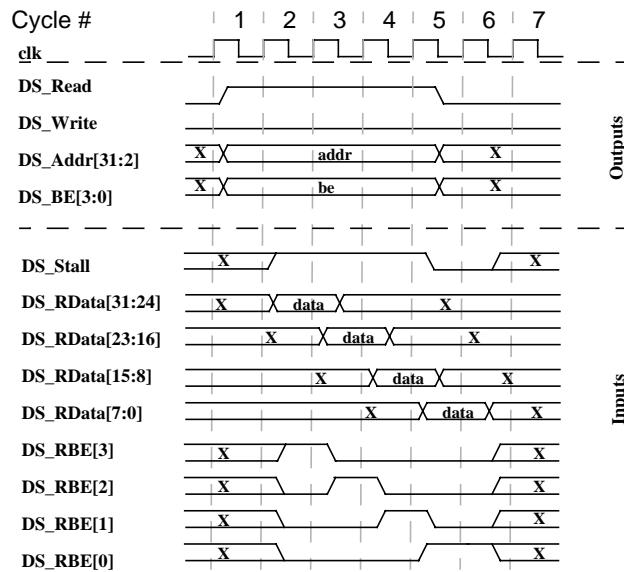 Cycle # 1 2 3 4 5 6 7
clk
DS_Read
DS_Write
DS_Addr[31:2] X addr X
DS_BE[3:0] X be X
Outputs
DS_Stall X X
DS_RData[31:24] X data X
DS_RData[23:16] X data X
DS_RData[15:8] X data X
DS_RData[7:0] X data X
DS_RBE[3] X X
DS_RBE[2] X X
DS_RBE[1] X X
DS_RBE[0] X X
Inputs